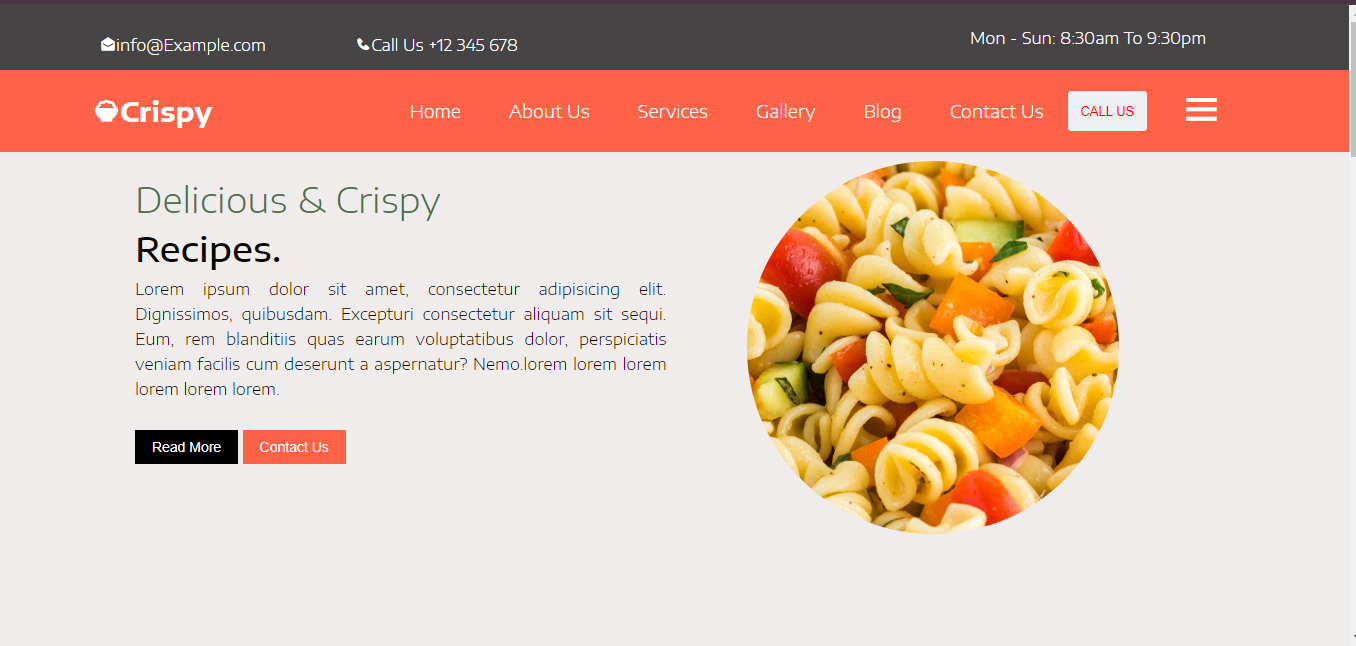 info@Example.com
Call Us +12 345 678
Mon - Sun: 8:30am To 9:30pm
Crispy
Home
About Us
Services
Gallery
Blog
Contact Us
CALL US
Delicious & Crispy
Recipes.
Lorem ipsum dolor sit amet, consectetur adipisicing elit.
Dignissimos, quibusdam. Excepturi consectetur aliquam sit sequi.
Eum, rem blanditiis quas earum voluptatibus dolor, perspiciatis
veniam facilis cum deserunt a aspernatur? Nemo.lorem lorem lorem
lorem lorem lorem.
Read More
Contact Us